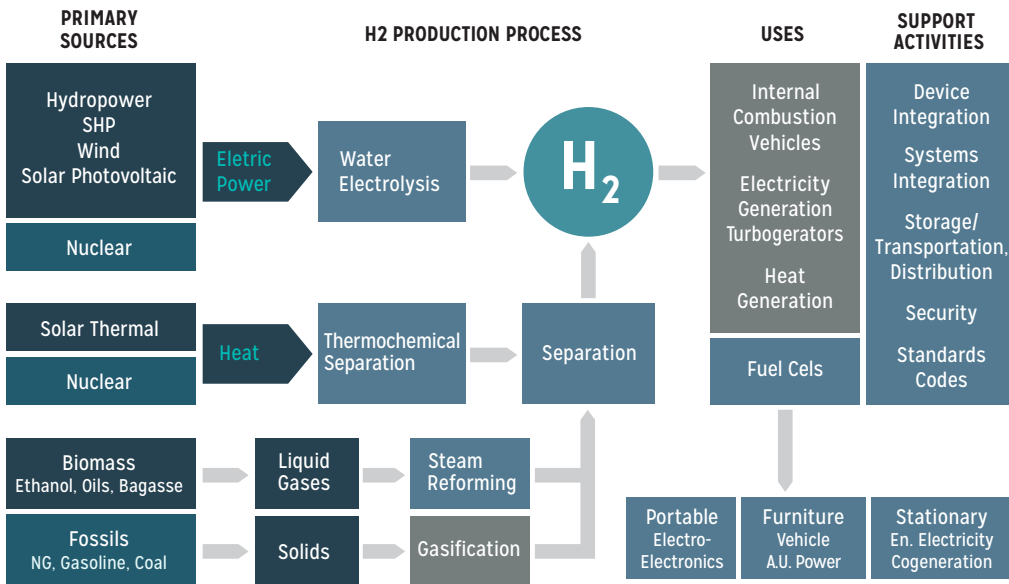 PRIMARY
SOURCES
H2 PRODUCTION PROCESS
USES
SUPPORT
ACTIVITIES
Hydropower
SHP
Wind
Solar Photovoltaic
Nuclear
Eletric
Power
Water
Electrolysis
H2
Solar Thermal
Nuclear
Heat
Thermochemical
Separation
Separation
Biomass
Ethanol, Oils, Bagasse
Liquid
Gases
Steam
Reforming
Fossils
NG, Gasoline, Coal
Solids
Gasification
Internal
Combustion
Vehicles
Electricity
Generation
Turbogerators
Heat
Generation
Fuel Cels
Device
Integration
Systems
Integration
Storage/
Transportation,
Distribution
Security
Standards
Codes
Portable
Electro-
Electronics
Furniture
Vehicle
A.U. Power
Stationary
En. Electricity
Cogeneration